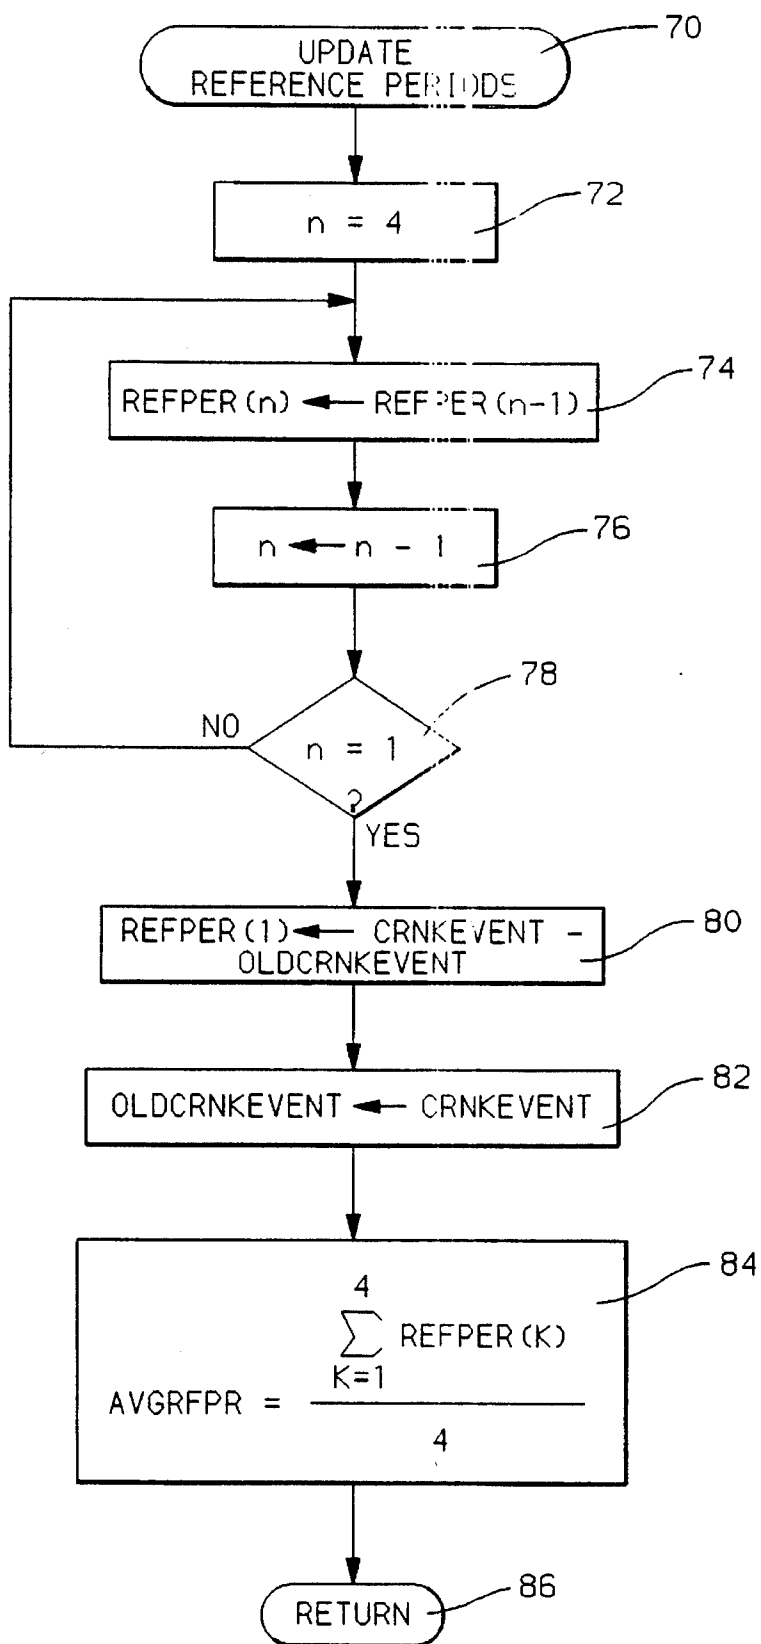 70
UPDATE
REFERENCE PERIODS
72
n = 4
74
REFPER(n) ← REFPER(n-1)
76
n ← n - 1
78
NO
n = 1
?
YES
80
REFPER(1) ← CRNKEVENT -
OLDCRNKEVENT
82
OLDCRNKEVENT ← CRNKEVENT
84
4
∑ REFPER(K)
K=1
AVGRFPR =
4
86
RETURN